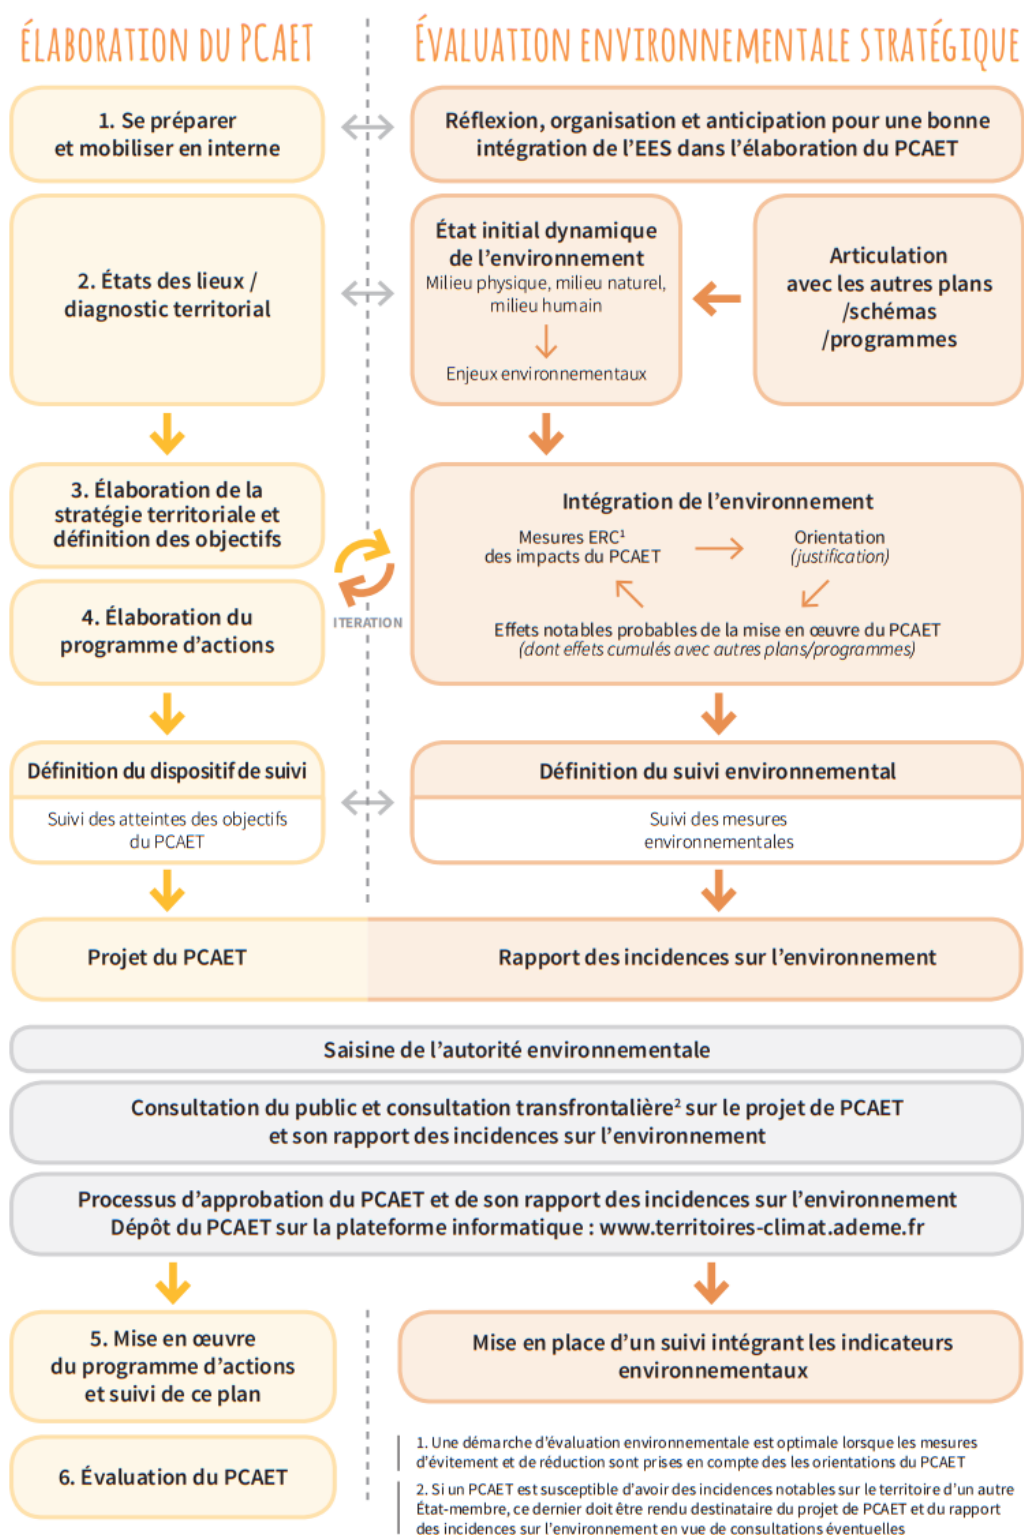 ÉLABORATION DU PCAET
ÉVALUATION ENVIRONNEMENTALE STRATÉGIQUE
1. Se préparer
et mobiliser en interne
Réflexion, organisation et anticipation pour une bonne
intégration de l'EES dans l'élaboration du PCAET
2. États des lieux /
diagnostic territorial
État initial dynamique
de l'environnement
Milieu physique, milieu naturel,
milieu humain
Enjeux environnementaux
Articulation
avec les autres plans
/schémas
/programmes
3. Élaboration de la
stratégie territoriale et
définition des objectifs
4. Élaboration du
programme d'actions
ITERATION
Intégration de l'environnement
Mesures ERC¹
des impacts du PCAET
Orientation
(justification)
Effets notables probables de la mise en œuvre du PCAET
(dont effets cumulés avec autres plans/programmes)
Définition du dispositif de suivi
Suivi des atteintes des objectifs
du PCAET
Définition du suivi environnemental
Suivi des mesures
environnementales
Projet du PCAET
Rapport des incidences sur l'environnement
Saisine de l'autorité environnementale
Consultation du public et consultation transfrontalière² sur le projet de PCAET
et son rapport des incidences sur l'environnement
Processus d'approbation du PCAET et de son rapport des incidences sur l'environnement
Dépôt du PCAET sur la plateforme informatique : www.territoires-climat.ademe.fr
5. Mise en œuvre
du programme d'actions
et suivi de ce plan
Mise en place d'un suivi intégrant les indicateurs
environnementaux
6. Évaluation du PCAET
1. Une démarche d'évaluation environnementale est optimale lorsque les mesures
d'évitement et de réduction sont prises en compte des les orientations du PCAET
2. Si un PCAET est susceptible d'avoir des incidences notables sur le territoire d'un autre
État-membre, ce dernier doit être rendu destinataire du projet de PCAET et du rapport
des incidences sur l'environnement en vue de consultations éventuelles